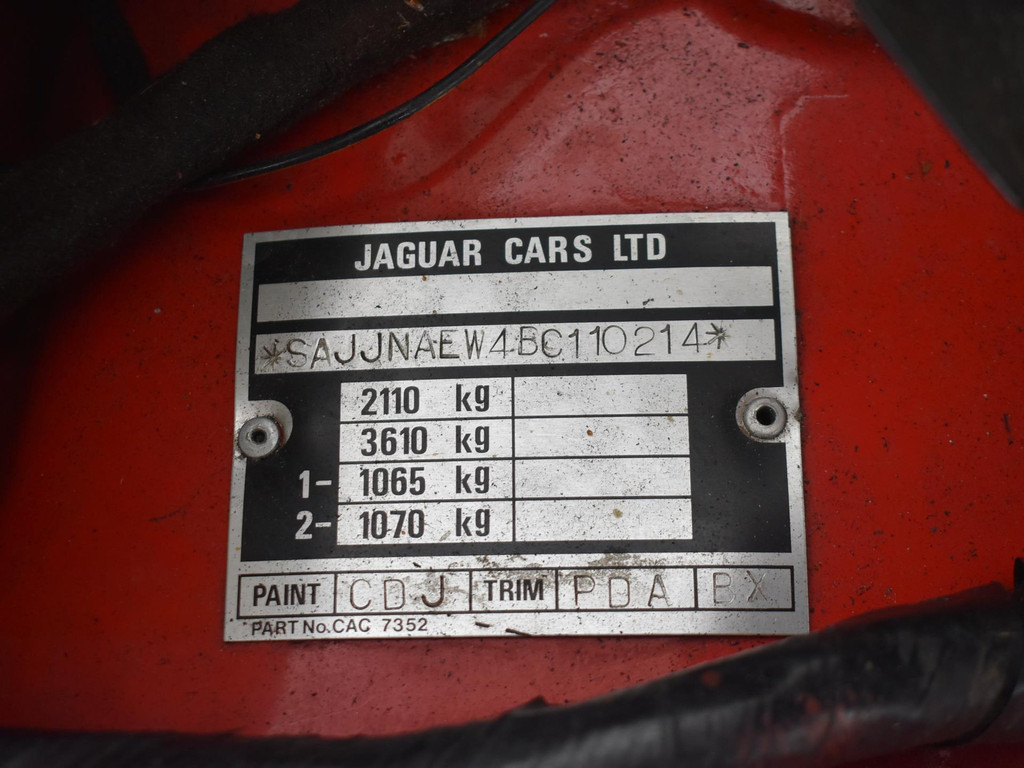 JAGUAR CARS LTD
*SAJJNAEW4BC110214*
2110 kg
3610 kg
1- 1065 kg
2- 1070 kg
PAINT CDJ TRIM PDA BX
PART No. CAC 7352